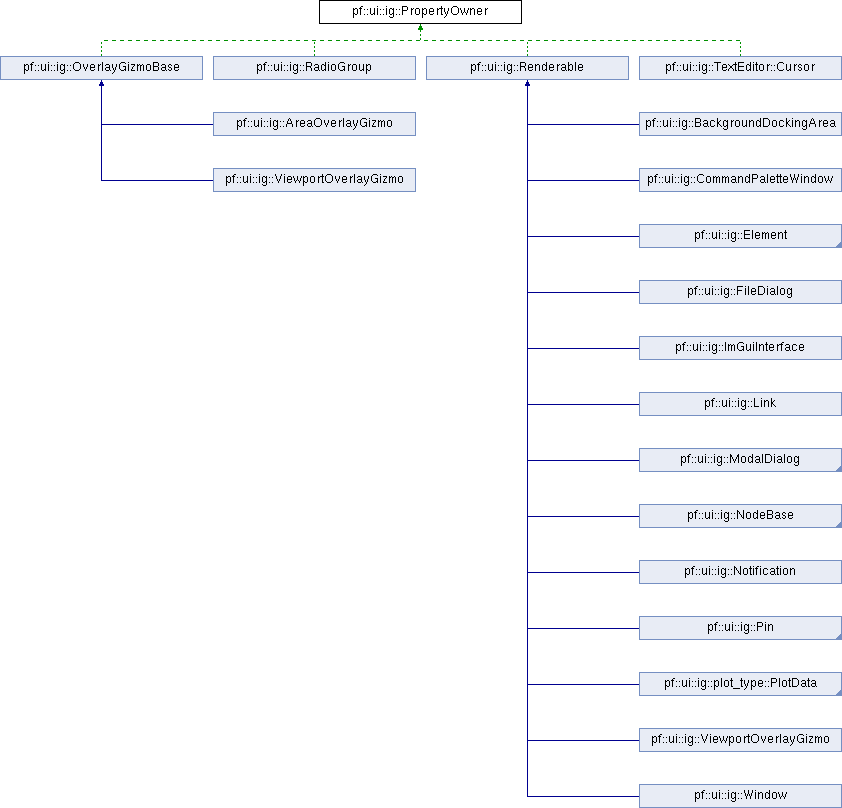 pf::ui::ig::PropertyOwner
pf::ui::ig::OverlayGizmoBase
pf::ui::ig::RadioGroup
pf::ui::ig::Renderable
pf::ui::ig::TextEditor::Cursor
pf::ui::ig::AreaOverlayGizmo
pf::ui::ig::BackgroundDockingArea
pf::ui::ig::ViewportOverlayGizmo
pf::ui::ig::CommandPaletteWindow
pf::ui::ig::Element
pf::ui::ig::FileDialog
pf::ui::ig::ImGuiInterface
pf::ui::ig::Link
pf::ui::ig::ModalDialog
pf::ui::ig::NodeBase
pf::ui::ig::Notification
pf::ui::ig::Pin
pf::ui::ig::plot_type::PlotData
pf::ui::ig::ViewportOverlayGizmo
pf::ui::ig::Window